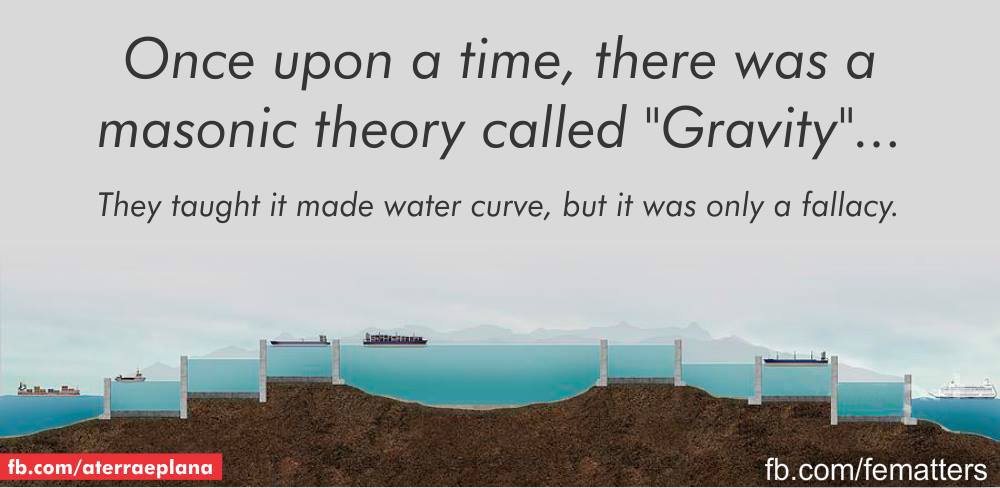 Once upon a time, there was a
masonic theory called "Gravity"...
They taught it made water curve, but it was only a fallacy.
fb.com/aterraeplana
fb.com/fematters